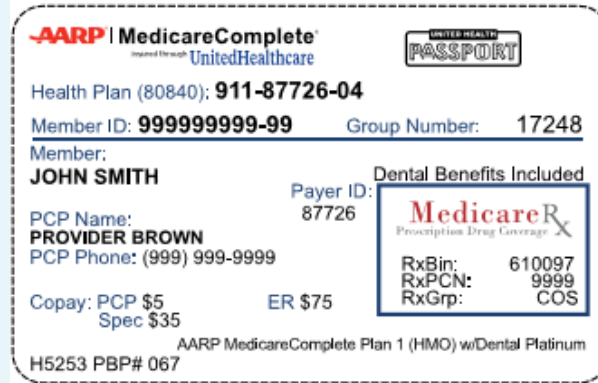 AARP | MedicareComplete
insured through UnitedHealthcare
UNITED HEALTH
PASSPORT
Health Plan (80840): 911-87726-04
Member ID: 999999999-99 Group Number: 17248
Member:
JOHN SMITH
Dental Benefits Included
Payer ID:
87726
MedicareRx
Prescription Drug Coverage
PCP Name:
PROVIDER BROWN
PCP Phone: (999) 999-9999
RxBin: 610097
RxPCN: 9999
RxGrp: COS
Copay: PCP $5 ER $75
Spec $35
AARP MedicareComplete Plan 1 (HMO) w/Dental Platinum
H5253 PBP# 067